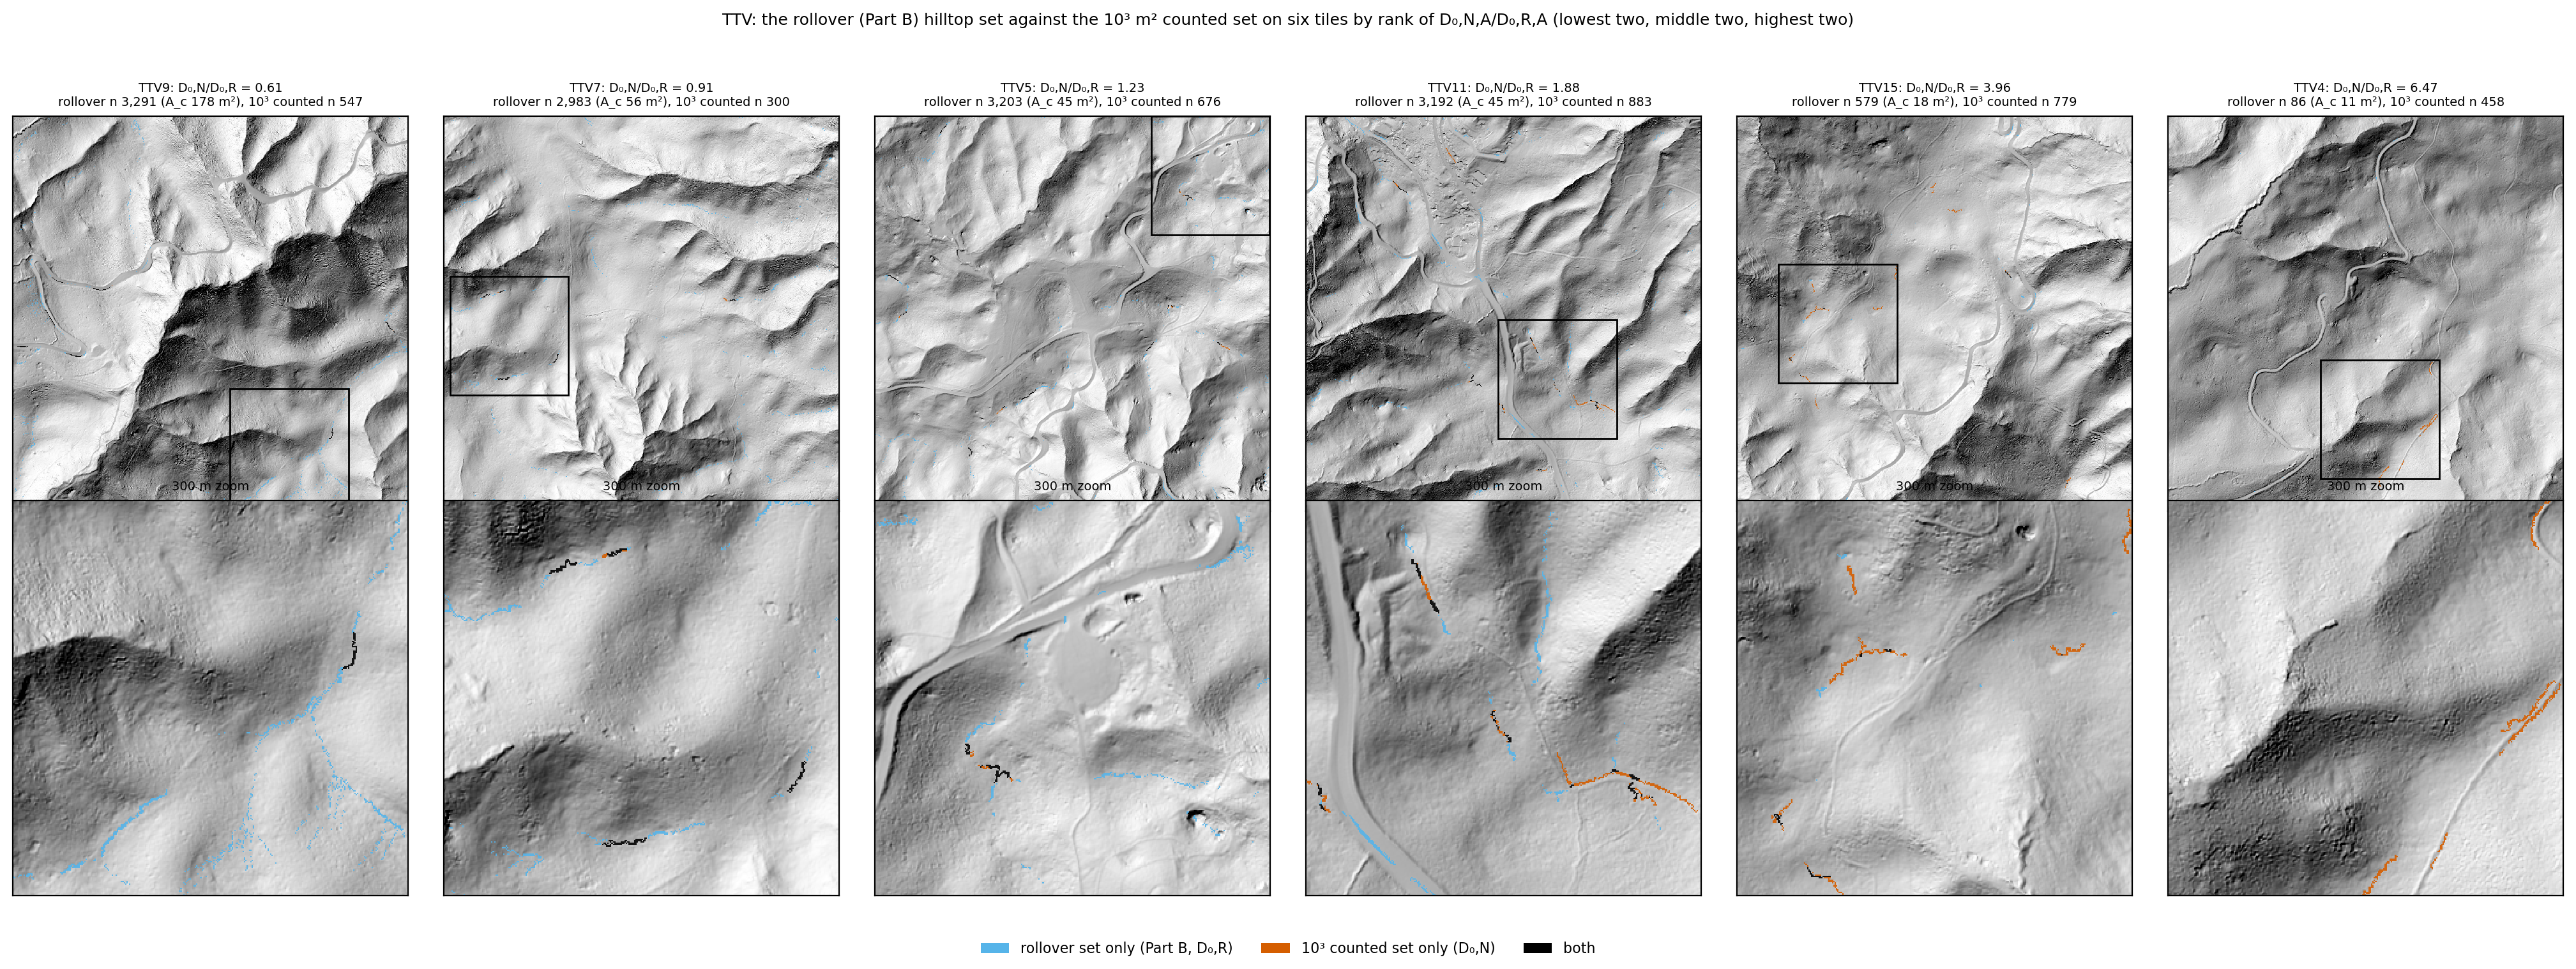 TTV: the rollover (Part B) hilltop set against the 10³ m² counted set on six tiles by rank of D₀,N,A/D₀,R,A (lowest two, middle two, highest two)
TTV9: D₀,N/D₀,R = 0.61
rollover n 3,291 (A_c 178 m²), 10³ counted n 547
TTV7: D₀,N/D₀,R = 0.91
rollover n 2,983 (A_c 56 m²), 10³ counted n 300
TTV5: D₀,N/D₀,R = 1.23
rollover n 3,203 (A_c 45 m²), 10³ counted n 676
TTV11: D₀,N/D₀,R = 1.88
rollover n 3,192 (A_c 45 m²), 10³ counted n 883
TTV15: D₀,N/D₀,R = 3.96
rollover n 579 (A_c 18 m²), 10³ counted n 779
TTV4: D₀,N/D₀,R = 6.47
rollover n 86 (A_c 11 m²), 10³ counted n 458
300 m zoom
300 m zoom
300 m zoom
300 m zoom
300 m zoom
300 m zoom
rollover set only (Part B, D₀,R)
10³ counted set only (D₀,N)
both